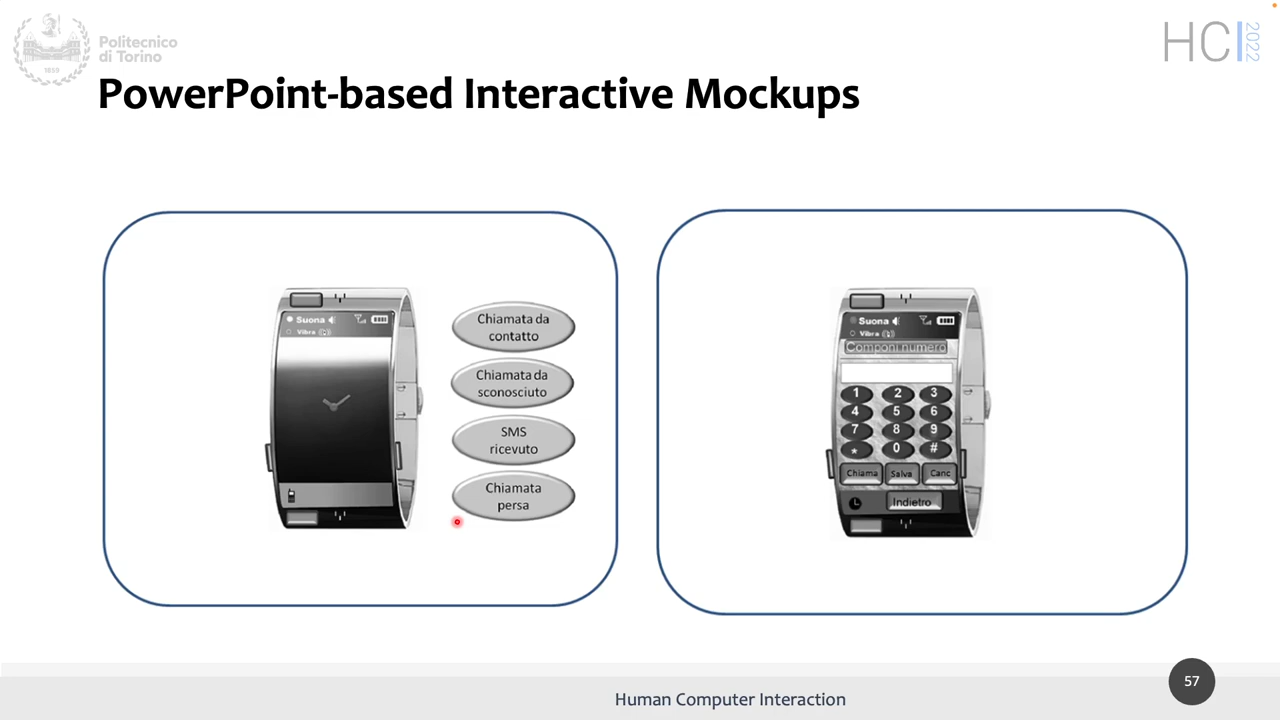 Politecnico
di Torino
1859
HCI 2022
PowerPoint-based Interactive Mockups
Suona
Vibra
Chiamata da
contatto
Chiamata da
sconosciuto
SMS
ricevuto
Chiamata
persa
Suona
Vibra
Componi numero
1 2 3
4 5 6
7 8 9
* 0 #
Chiama Salva Canc
Indietro
Human Computer Interaction
57